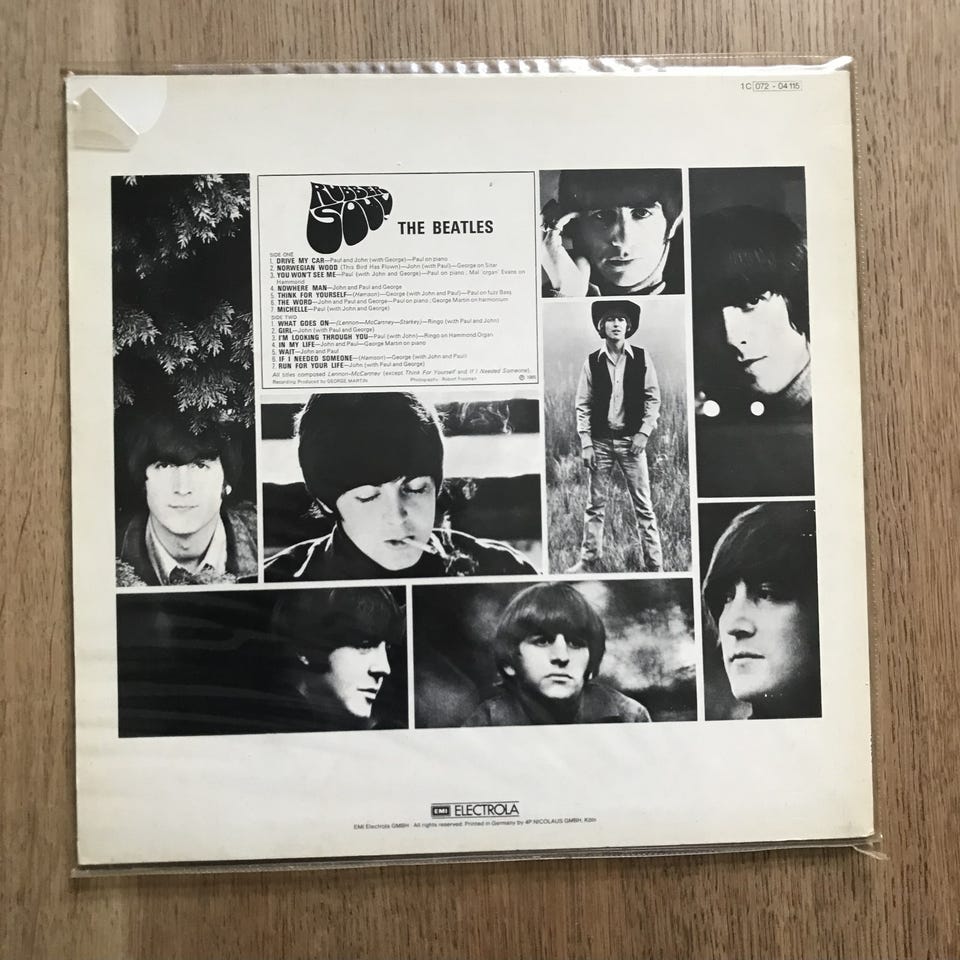 1C 072 - 04 115
RUBBER
SOUL
THE BEATLES
SIDE ONE
1. DRIVE MY CAR—Paul and John (with George)—Paul on piano
2. NORWEGIAN WOOD (This Bird Has Flown)—John (with Paul)—George on Sitar
3. YOU WON'T SEE ME—Paul (with John and George)—Paul on piano; Mal 'organ' Evans on
Hammond
4. NOWHERE MAN—John and Paul and George
5. THINK FOR YOURSELF—(Harrison)—George (with John and Paul)—Paul on fuzz Bass
6. THE WORD—John and Paul and George—Paul on piano; George Martin on harmonium
7. MICHELLE—Paul (with John and George)
SIDE TWO
1. WHAT GOES ON—(Lennon—McCartney—Starkey)—Ringo (with Paul and John)
2. GIRL—John (with Paul and George)
3. I'M LOOKING THROUGH YOU—Paul (with John)—Ringo on Hammond Organ
4. IN MY LIFE—John and Paul—George Martin on piano
5. WAIT—John and Paul
6. IF I NEEDED SOMEONE—(Harrison)—George (with John and Paul)
7. RUN FOR YOUR LIFE—John (with Paul and George)
All titles composed Lennon-McCartney (except Think For Yourself and If I Needed Someone).
Recording Produced by GEORGE MARTIN Photography: Robert Freeman ℗ 1965
EMI ELECTROLA
EMI Electrola GMBH All rights reserved Printed in Germany by 4P NICOLAUS GMBH, Köln